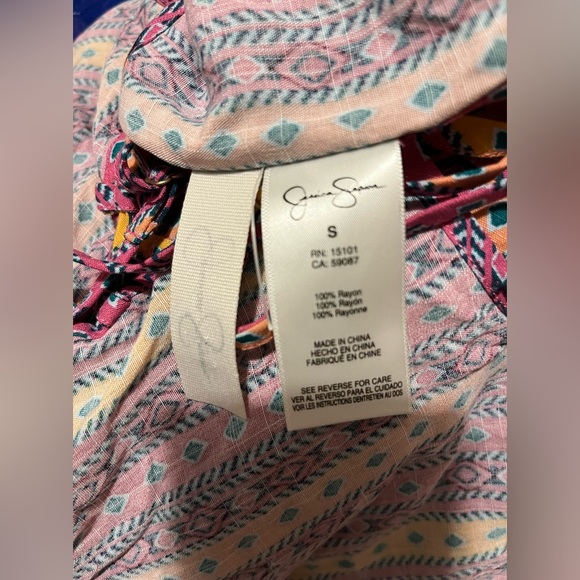 Jessica Simpson
S
RN: 15101
CA: 59087
100% Rayon
100% Rayón
100% Rayonne
MADE IN CHINA
HECHO EN CHINA
FABRIQUÉ EN CHINE
SEE REVERSE FOR CARE
VER AL REVERSO PARA EL CUIDADO
VOIR LES INSTRUCTIONS D'ENTRETIEN AU DOS